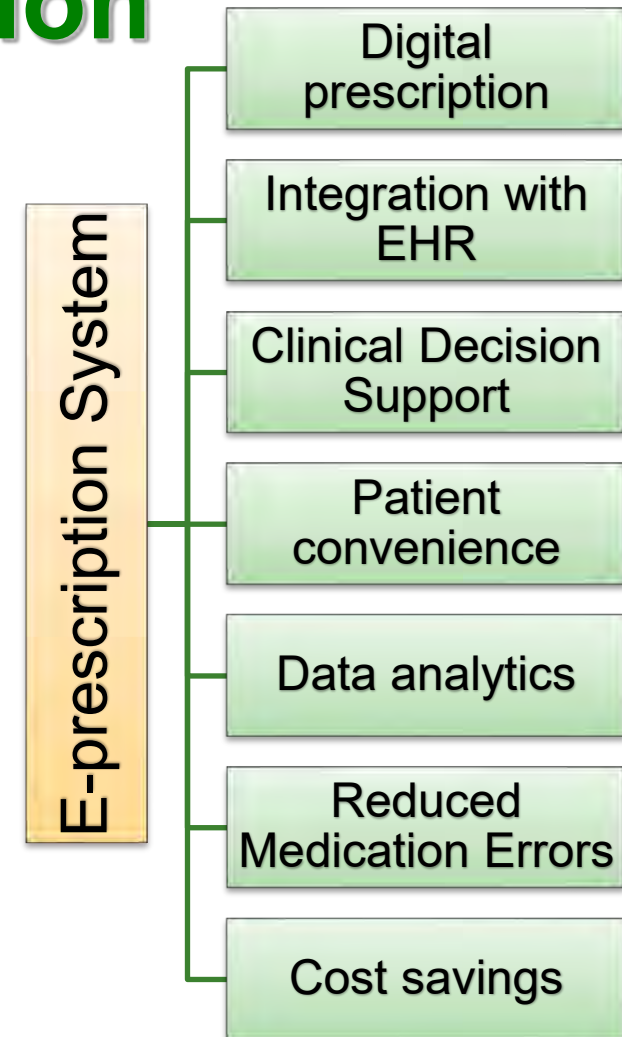 Digital
prescription
Integration with
EHR
Clinical Decision
Support
E-prescription System
Patient
convenience
Data analytics
Reduced
Medication Errors
Cost savings